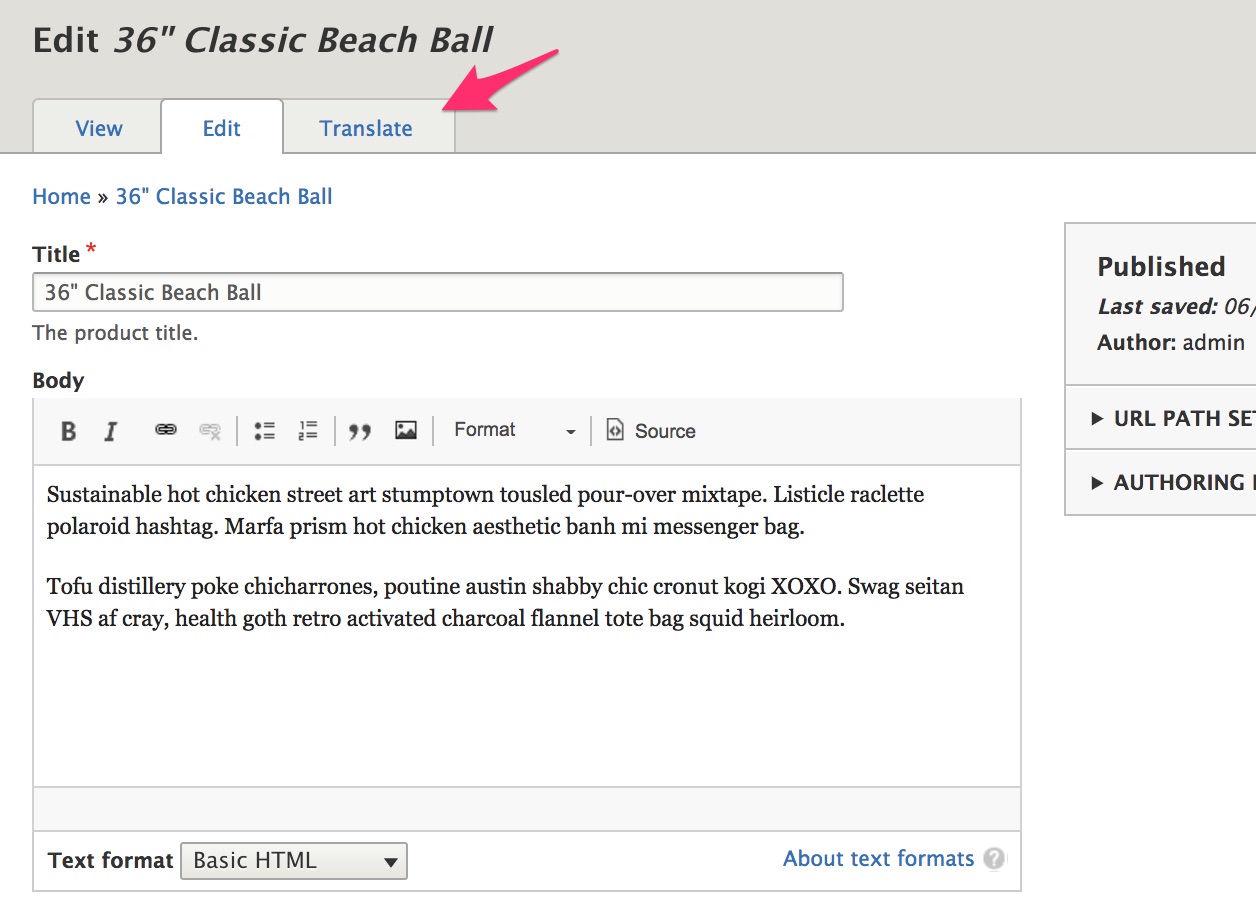 Edit 36" Classic Beach Ball
View Edit Translate
Home » 36" Classic Beach Ball
Title *
36" Classic Beach Ball
The product title.
Body
B I Format Source
Sustainable hot chicken street art stumptown tousled pour-over mixtape. Listicle raclette
polaroid hashtag. Marfa prism hot chicken aesthetic banh mi messenger bag.
Tofu distillery poke chicharrones, poutine austin shabby chic cronut kogi XOXO. Swag seitan
VHS af cray, health goth retro activated charcoal flannel tote bag squid heirloom.
Text format Basic HTML
About text formats ?
Published
Last saved: 06/
Author: admin
URL PATH SET
AUTHORING